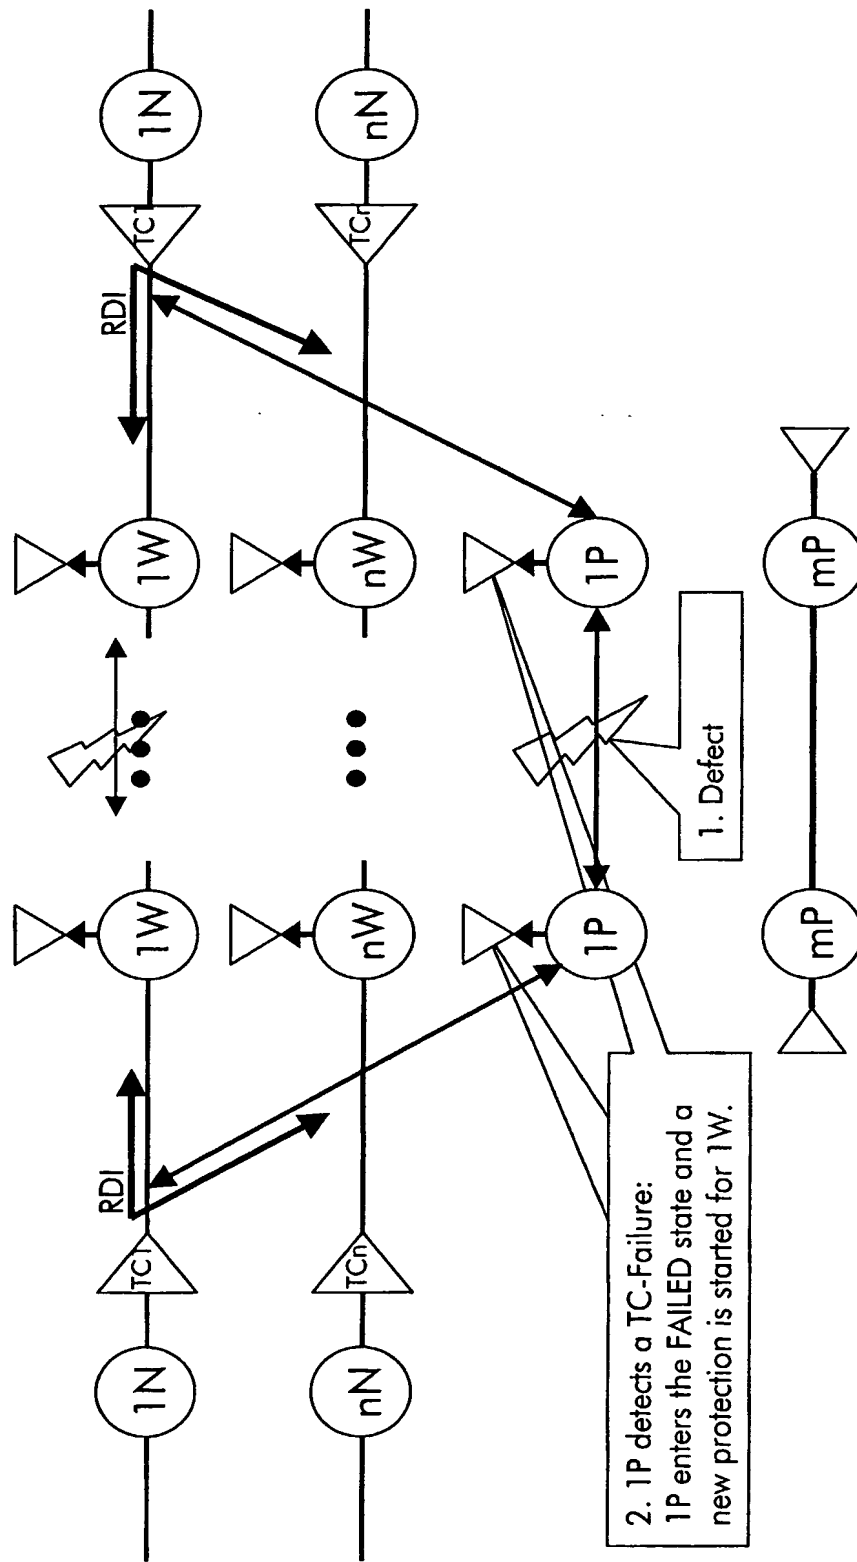 RDI
RDI
1N
TC1
1W
1W
TC1
1N
nN
TCn
nW
nW
TCn
nN
1P
1P
1. Defect
2. 1P detects a TC-Failure:
1P enters the FAILED state and a
new protection is started for 1W.
mP
mP